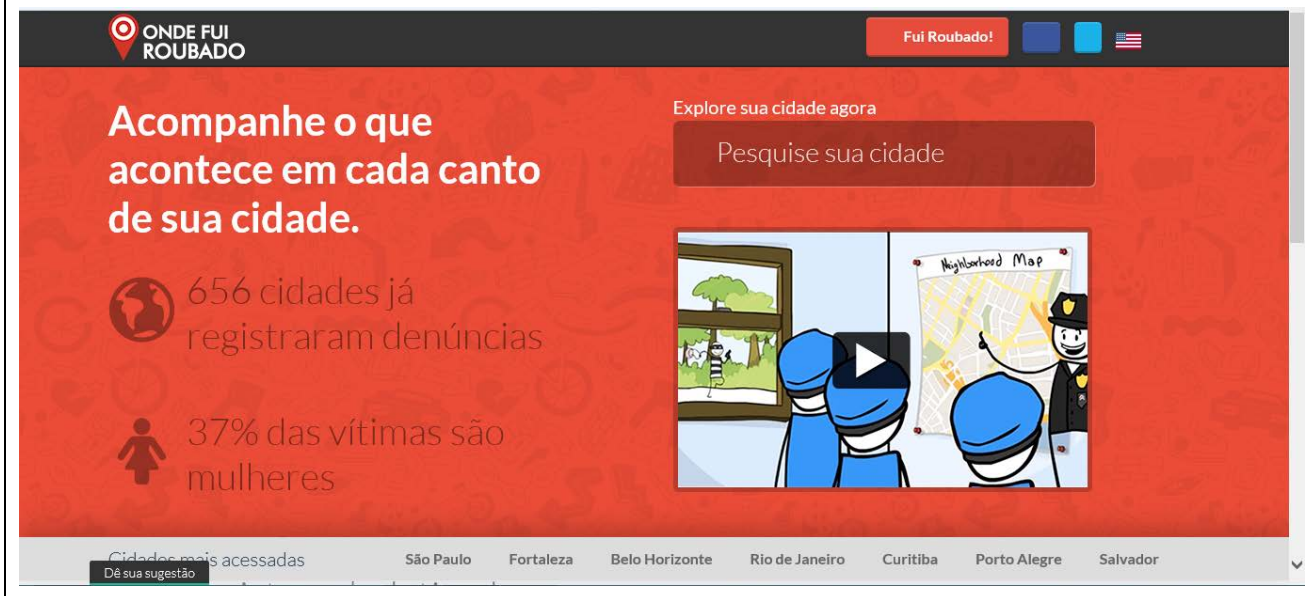 ONDE FUI
ROUBADO
Fui Roubado!
Acompanhe o que
acontece em cada canto
de sua cidade.
656 cidades já
registraram denúncias
37% das vítimas são
mulheres
Explore sua cidade agora
Pesquise sua cidade
Neighborhood Map
Cidades mais acessadas
São Paulo Fortaleza Belo Horizonte Rio de Janeiro Curitiba Porto Alegre Salvador
Dê sua sugestão